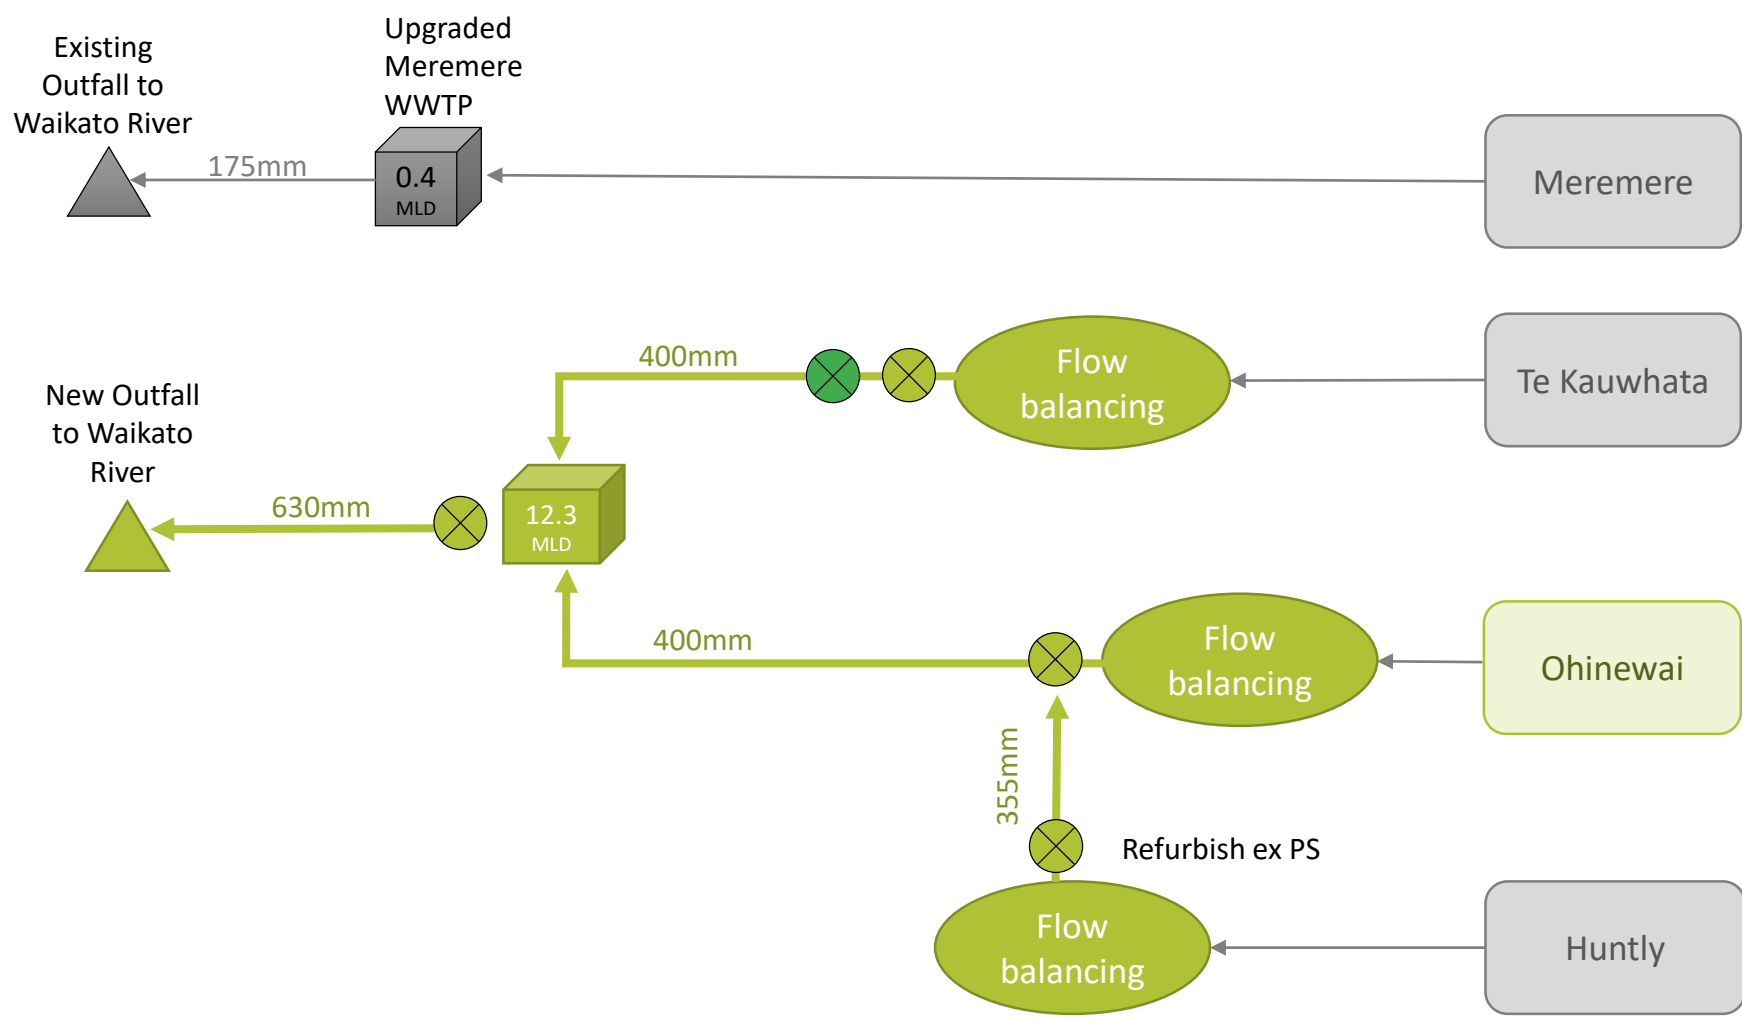 Existing
Outfall to
Waikato River
Upgraded
Meremere
WWTP
175mm
0.4
MLD
Meremere
400mm
Flow
balancing
Te Kauwhata
New Outfall
to Waikato
River
630mm
12.3
MLD
400mm
Flow
balancing
Ohinewai
355mm
Refurbish ex PS
Flow
balancing
Huntly